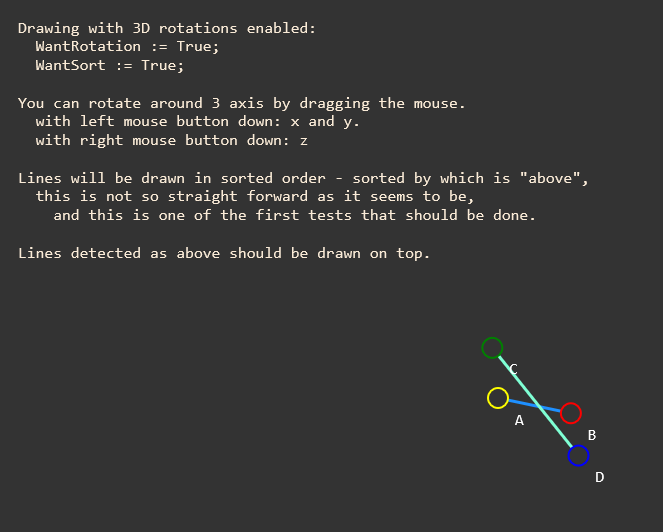 Drawing with 3D rotations enabled:
WantRotation := True;
WantSort := True;
You can rotate around 3 axis by dragging the mouse.
with left mouse button down: x and y.
with right mouse button down: z
Lines will be drawn in sorted order - sorted by which is "above",
this is not so straight forward as it seems to be,
and this is one of the first tests that should be done.
Lines detected as above should be drawn on top.
C
A
B
D